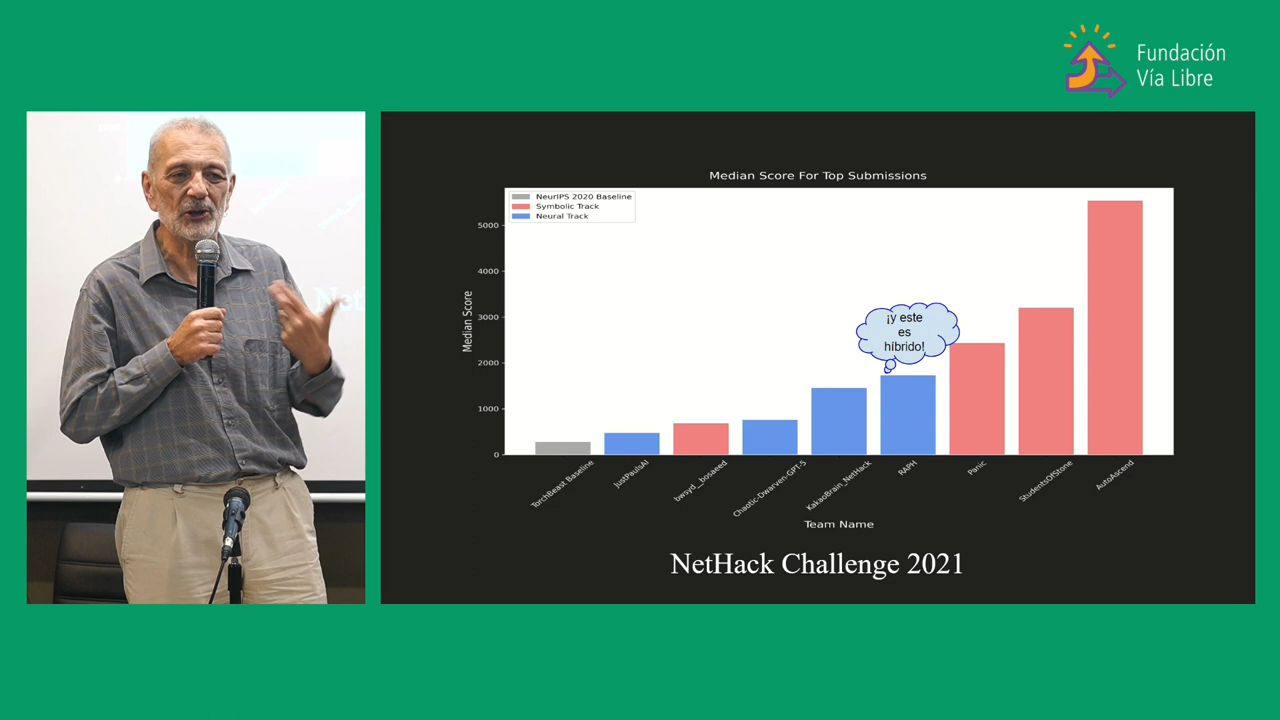 Fundación
Vía Libre
Median Score For Top Submissions
NeurIPS 2020 Baseline
Symbolic Track
Neural Track
5000
4000
3000
2000
1000
0
Median Score
¡y este
es
híbrido!
TorchBeast Baseline
JustPaulsAI
bwsyd__bosaeed
Chaotic-Dwarven-GPT-5
KakaoBrain_NetHack
RAPH
Panic
StudentsOfStone
AutoAscend
Team Name
NetHack Challenge 2021
Net